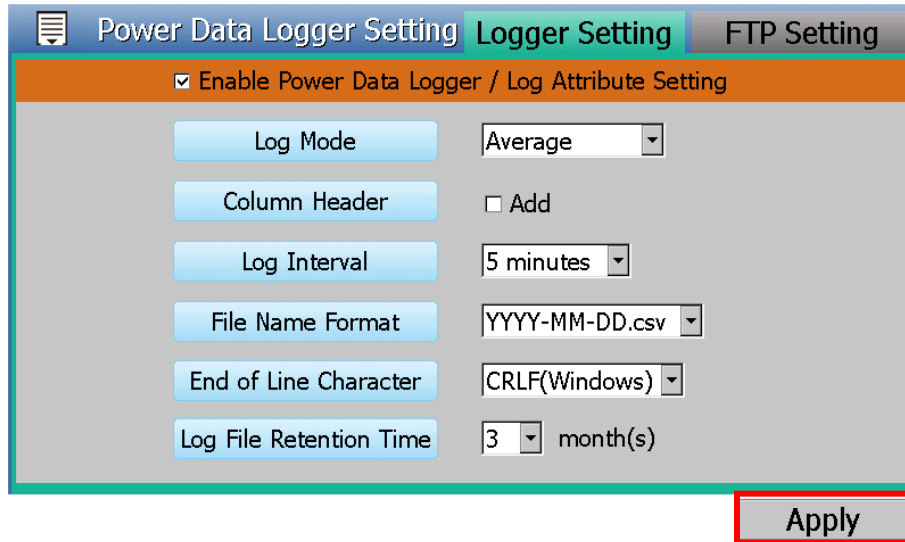 Power Data Logger Setting Logger Setting FTP Setting
Enable Power Data Logger / Log Attribute Setting
Log Mode Average
Column Header Add
Log Interval 5 minutes
File Name Format YYYY-MM-DD.csv
End of Line Character CRLF(Windows)
Log File Retention Time 3 month(s)
Apply